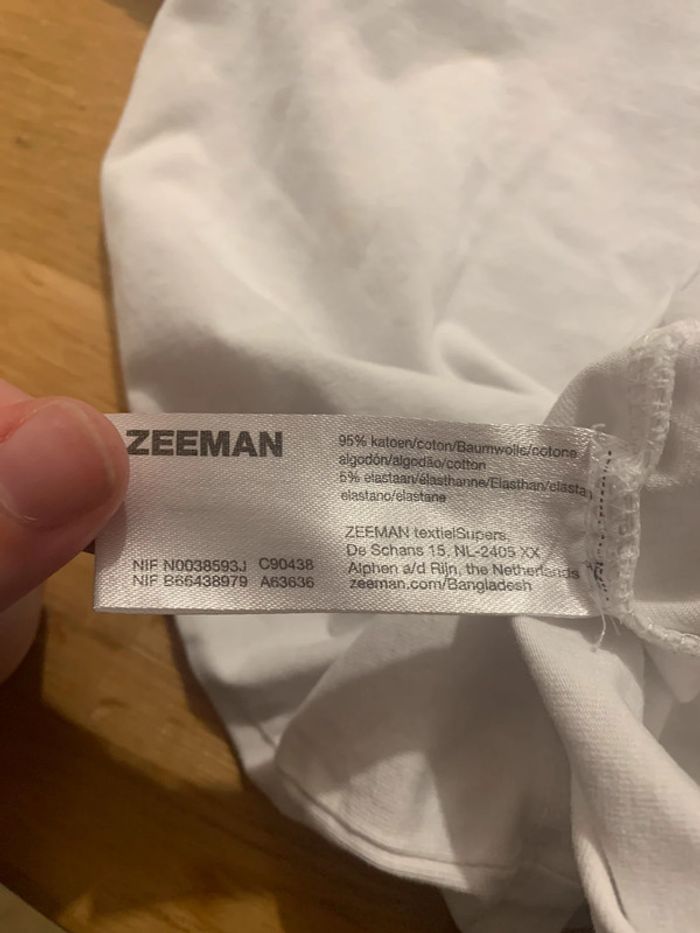 ZEEMAN
NIF N0038593J C90438
NIF B66438979 A63636
95% katoen/coton/Baumwolle/cotone
algodón/algodão/cotton
5% elastaan/élasthanne/Elasthan/elasta
elastano/elastane
ZEEMAN textielSupers,
De Schans 15, NL-2405 XX
Alphen a/d Rijn, the Netherlands
zeeman.com/Bangladesh